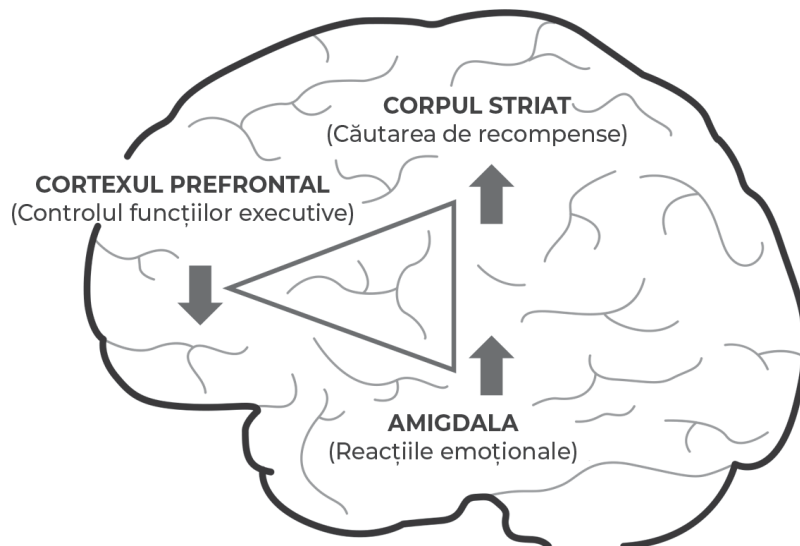 CORPUL STRIAT
(Căutarea de recompense)
CORTEXUL PREFRONTAL
(Controlul funcțiilor executive)
AMIGDALA
(Reacțiile emoționale)